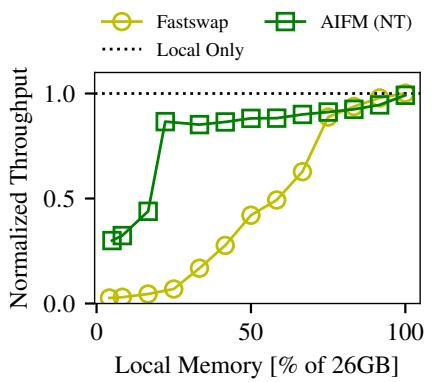 Fastswap
AIFM (NT)
Local Only
Normalized Throughput
1.0
0.5
0.0
0
50
100
Local Memory [% of 26GB]